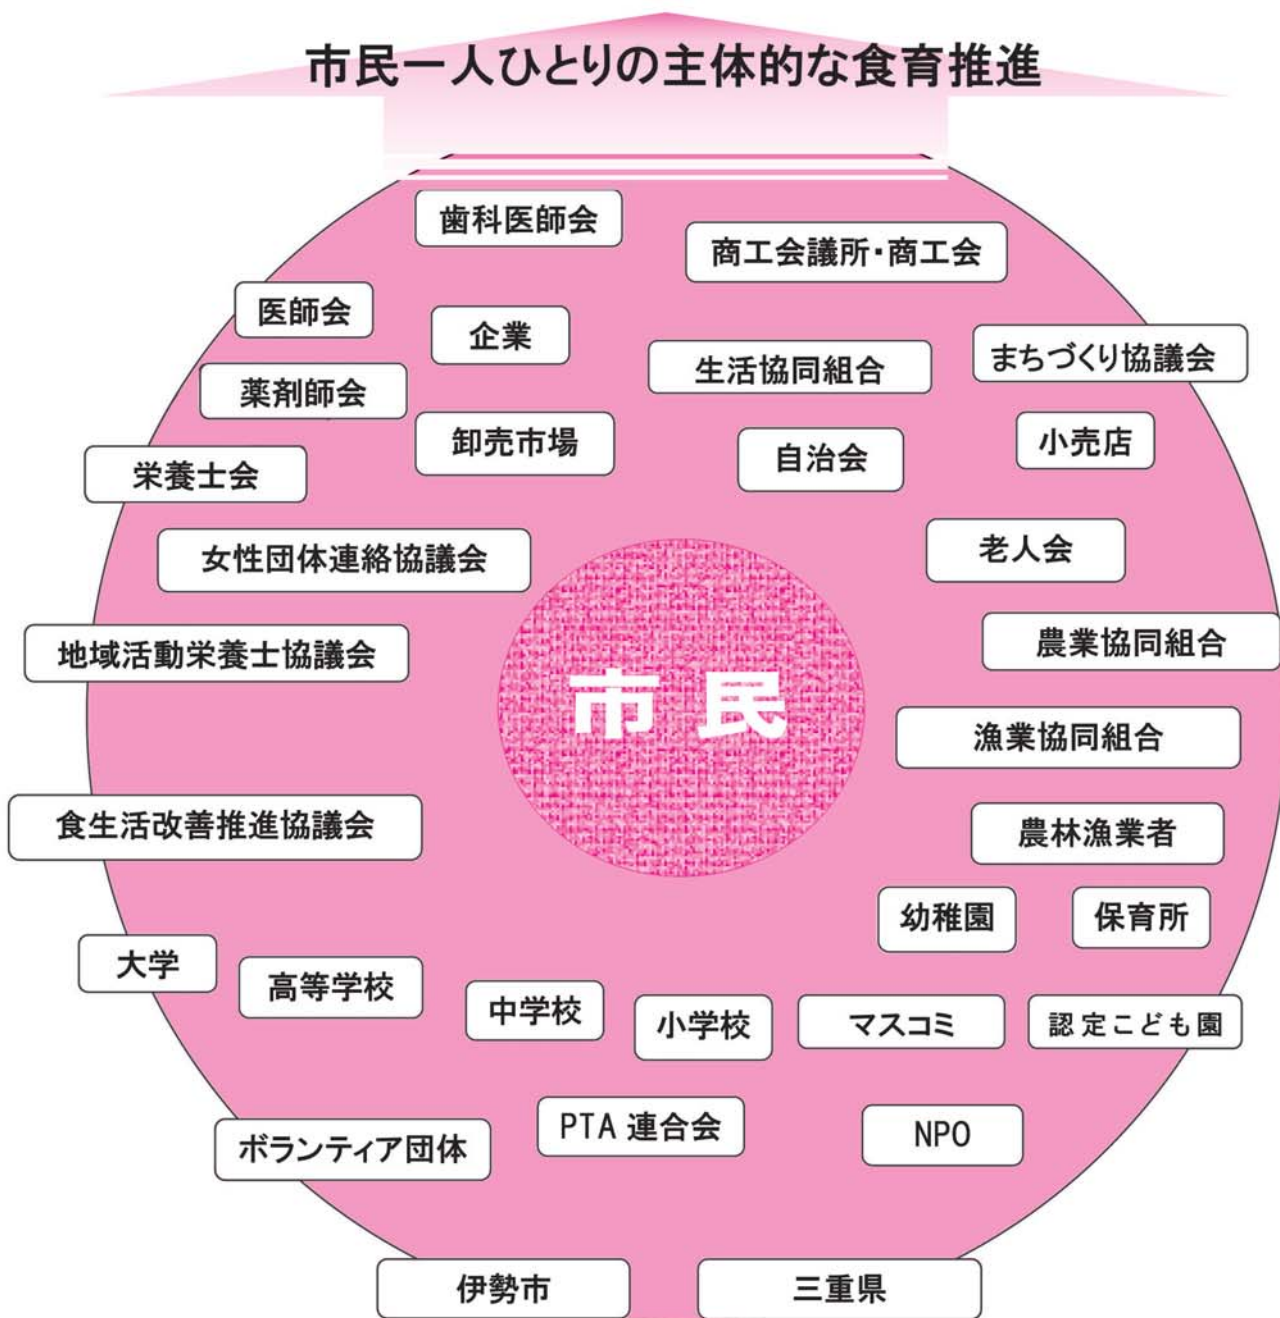 市民一人ひとりの主体的な食育推進
歯科医師会
商工会議所・商工会
医師会
企業
生活協同組合
まちづくり協議会
薬剤師会
卸売市場
自治会
小売店
栄養士会
女性団体連絡協議会
老人会
地域活動栄養士協議会
農業協同組合
市民
漁業協同組合
食生活改善推進協議会
農林漁業者
幼稚園
保育所
大学
高等学校
中学校
小学校
マスコミ
認定こども園
ボランティア団体
PTA 連合会
NPO
伊勢市
三重県